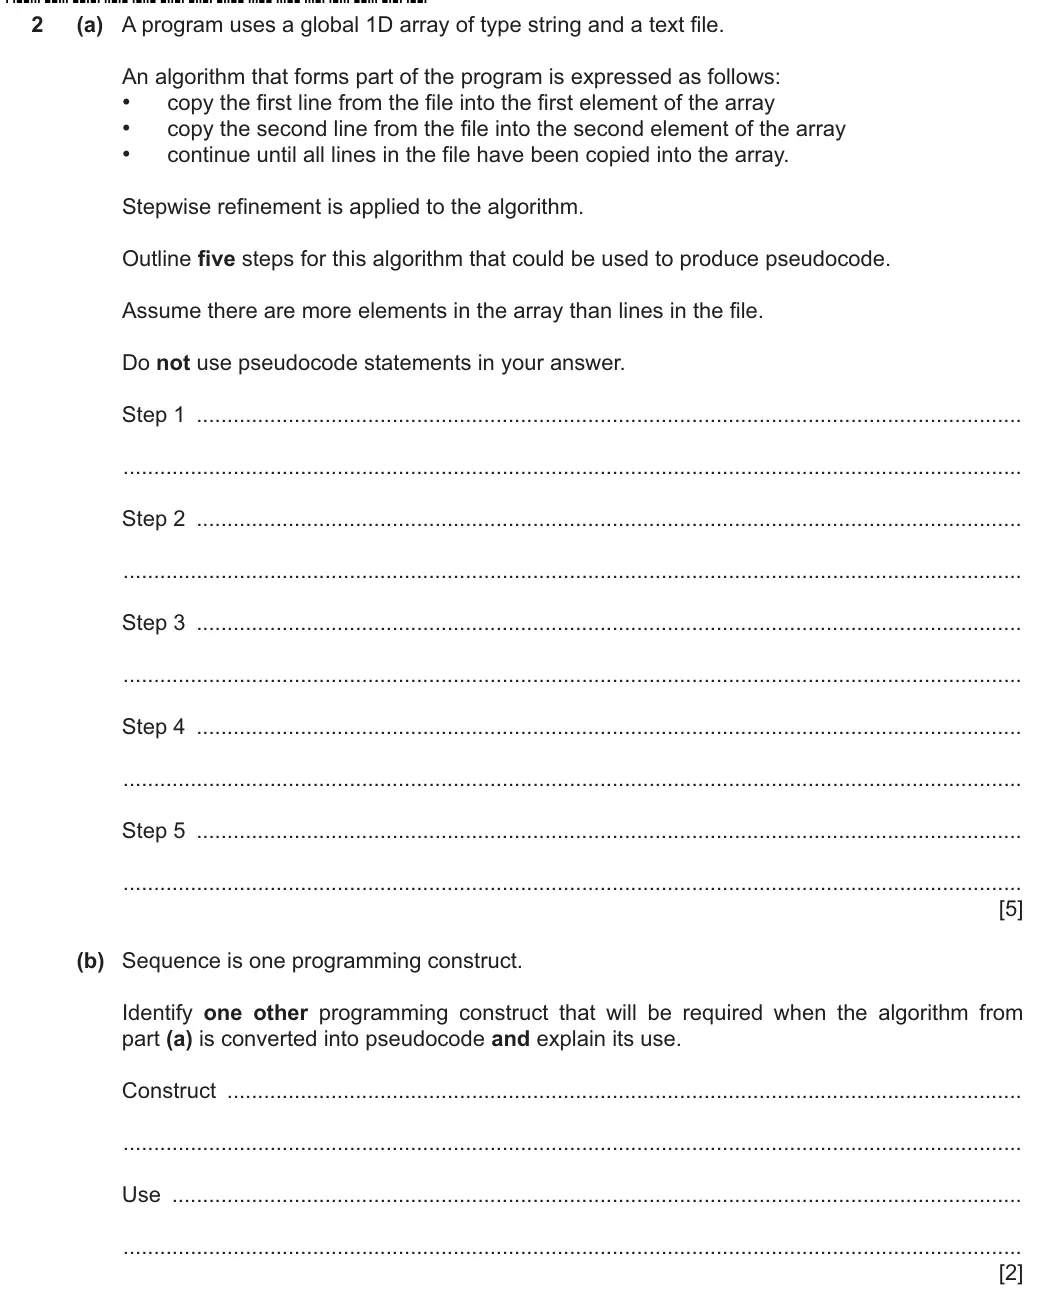 2 (a) A program uses a global 1D array of type string and a text file.
An algorithm that forms part of the program is expressed as follows:
• copy the first line from the file into the first element of the array
• copy the second line from the file into the second element of the array
• continue until all lines in the file have been copied into the array.
Stepwise refinement is applied to the algorithm.
Outline five steps for this algorithm that could be used to produce pseudocode.
Assume there are more elements in the array than lines in the file.
Do not use pseudocode statements in your answer.
Step 1
Step 2
Step 3
Step 4
Step 5
[5]
(b) Sequence is one programming construct.
Identify one other programming construct that will be required when the algorithm from
part (a) is converted into pseudocode and explain its use.
Construct
Use
[2]